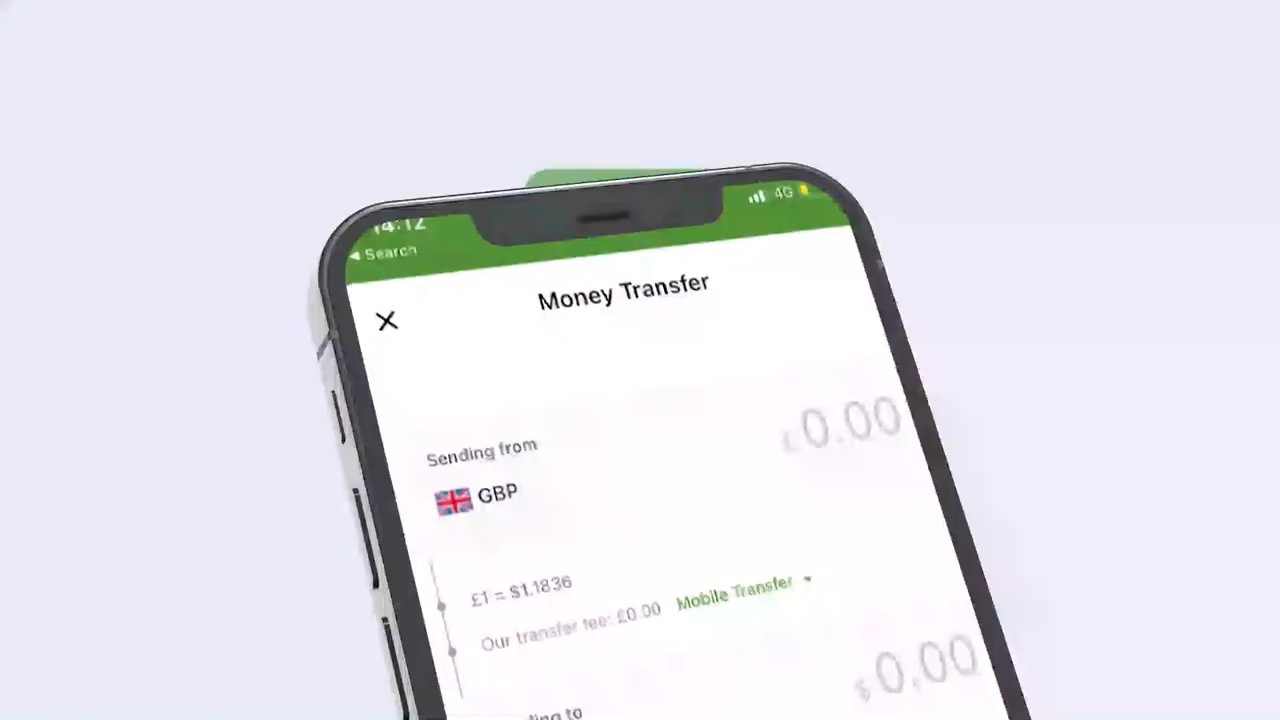 14:12
4G
Search
Money Transfer
Sending from
£0.00
GBP
£1 = $1.1836
Our transfer fee: £0.00 Mobile Transfer
$0.00
to